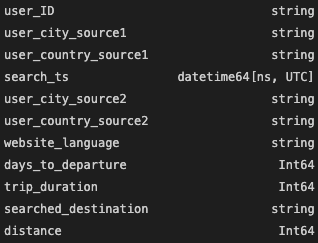 user_ID string
user_city_source1 string
user_country_source1 string
search_ts datetime64[ns, UTC]
user_city_source2 string
user_country_source2 string
website_language string
days_to_departure Int64
trip_duration Int64
searched_destination string
distance Int64